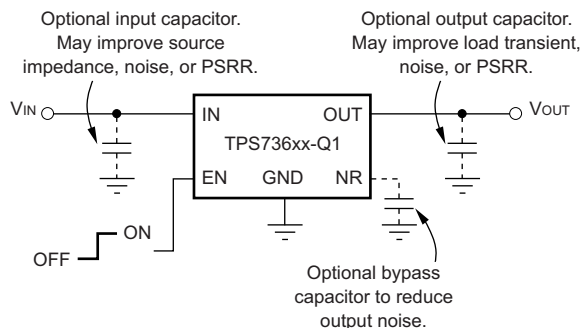 Optional input capacitor.
May improve source
impedance, noise, or PSRR.
Optional output capacitor.
May improve load transient,
noise, or PSRR.
VIN
IN
OUT
VOUT
TPS736xx-Q1
EN
GND
NR
ON
OFF
Optional bypass
capacitor to reduce
output noise.